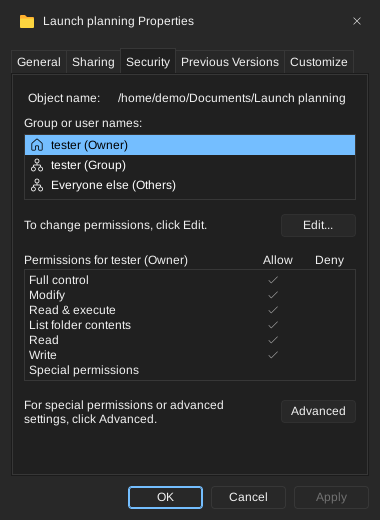 Launch planning Properties
General Sharing Security Previous Versions Customize
Object name: /home/demo/Documents/Launch planning
Group or user names:
tester (Owner)
tester (Group)
Everyone else (Others)
To change permissions, click Edit. Edit...
Permissions for tester (Owner) Allow Deny
Full control
Modify
Read & execute
List folder contents
Read
Write
Special permissions
For special permissions or advanced
settings, click Advanced. Advanced
OK Cancel Apply